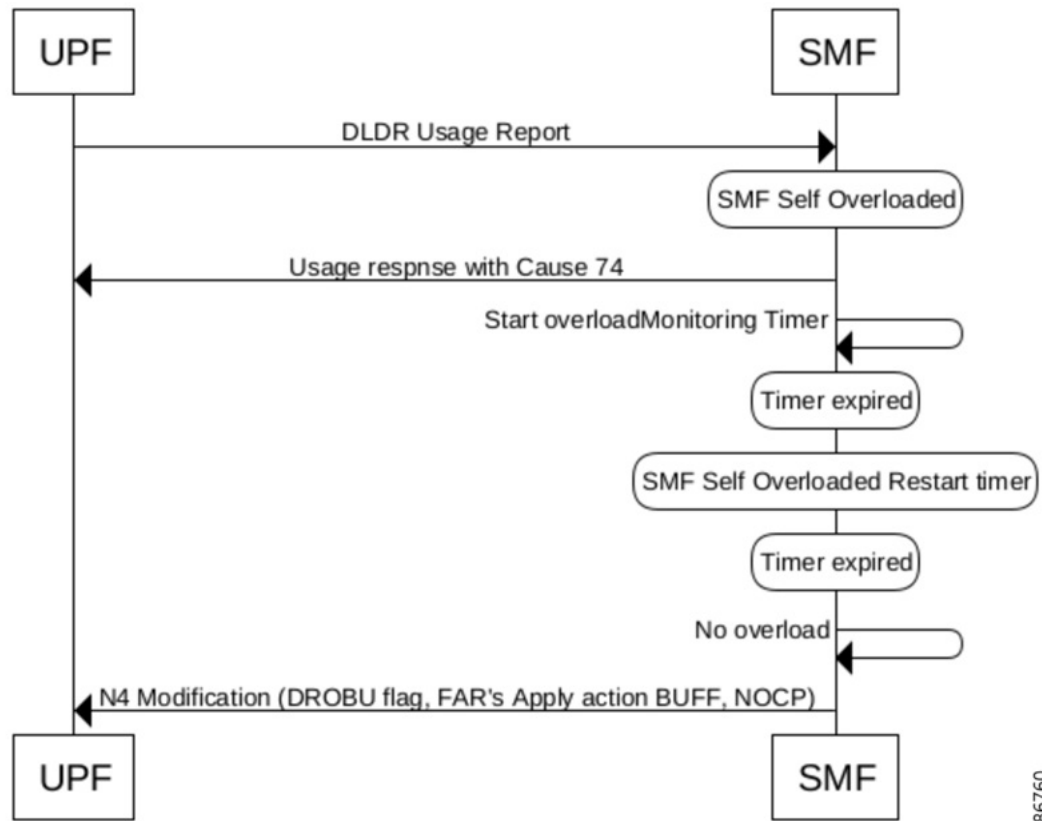 UPF
SMF
DLDR Usage Report
SMF Self Overloaded
Usage respnse with Cause 74
Start overloadMonitoring Timer
Timer expired
SMF Self Overloaded Restart timer
Timer expired
No overload
N4 Modification (DROBU flag, FAR's Apply action BUFF, NOCP)
UPF
SMF